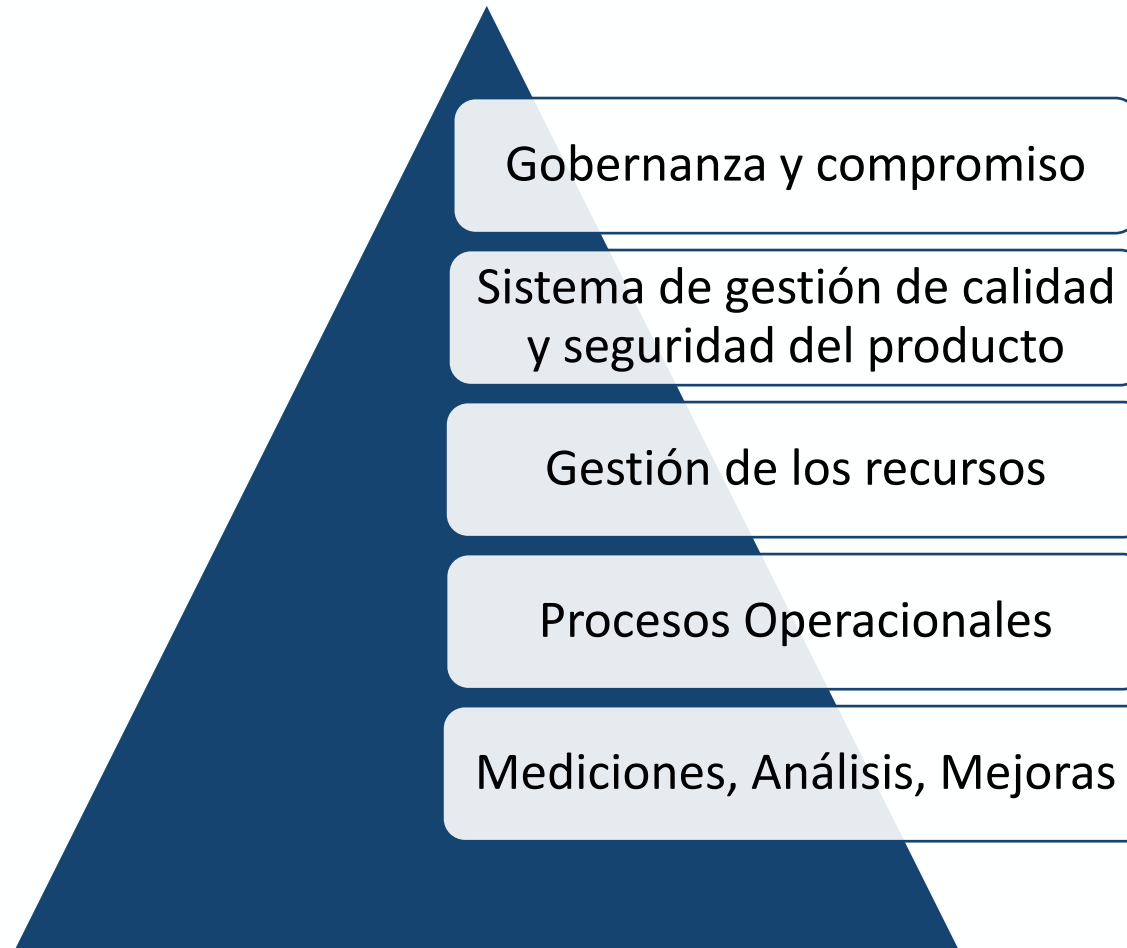 Gobernanza y compromiso
Sistema de gestión de calidad
y seguridad del producto
Gestión de los recursos
Procesos Operacionales
Mediciones, Análisis, Mejoras